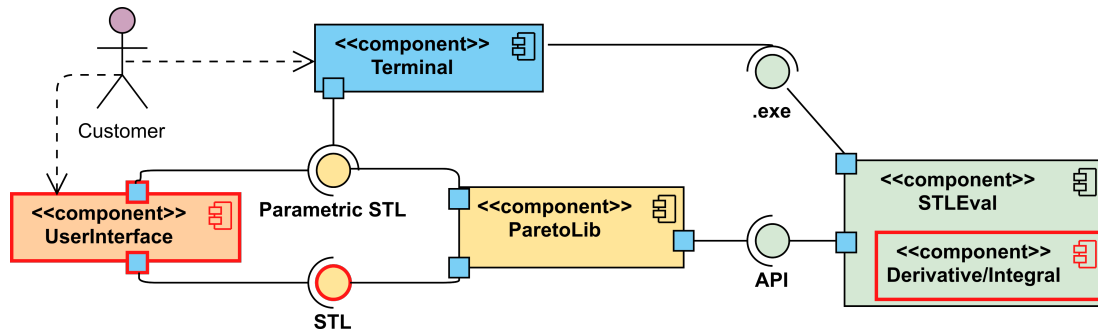 <<component>>
Terminal
.exe
Customer
<<component>>
UserInterface
Parametric STL
<<component>>
ParetoLib
<<component>>
STLEval
<<component>>
Derivative/Integral
API
STL